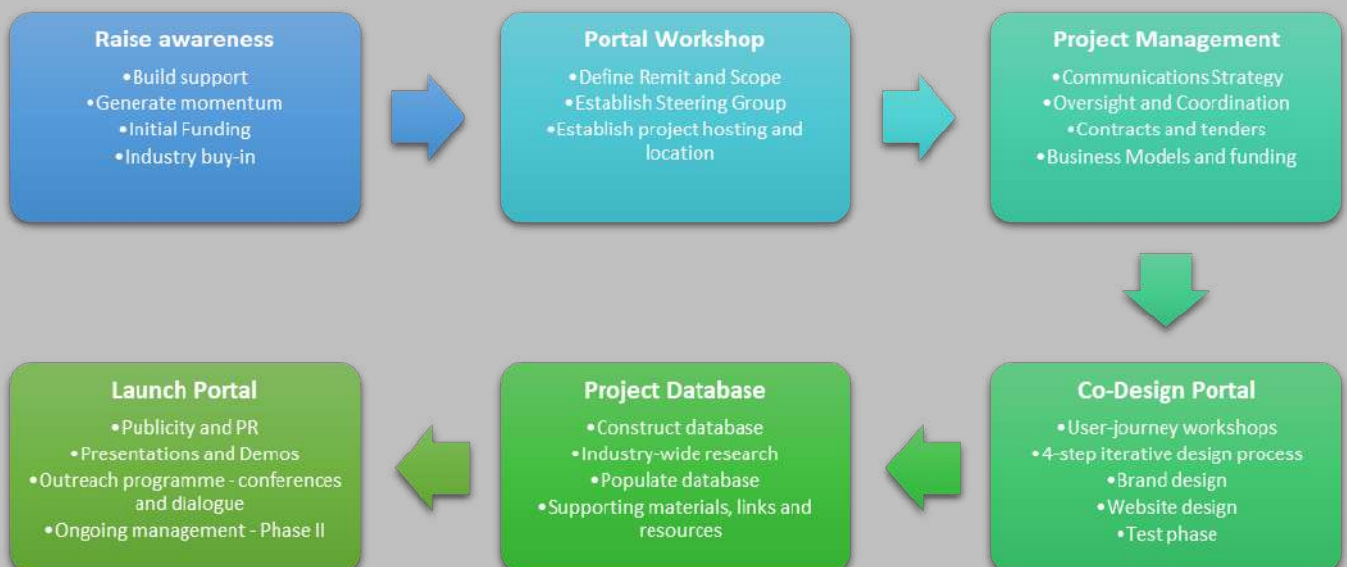 Raise awareness
•Build support
•Generate momentum
•Initial Funding
•Industry buy-in
Portal Workshop
•Define Remit and Scope
•Establish Steering Group
•Establish project hosting and
location
Project Management
•Communications Strategy
•Oversight and Coordination
•Contracts and tenders
•Business Models and funding
Co-Design Portal
•User-journey workshops
•4-step iterative design process
•Brand design
•Website design
•Test phase
Project Database
•Construct database
•Industry-wide research
•Populate database
•Supporting materials, links and
resources
Launch Portal
•Publicity and PR
•Presentations and Demos
•Outreach programme - conferences
and dialogue
•Ongoing management - Phase II